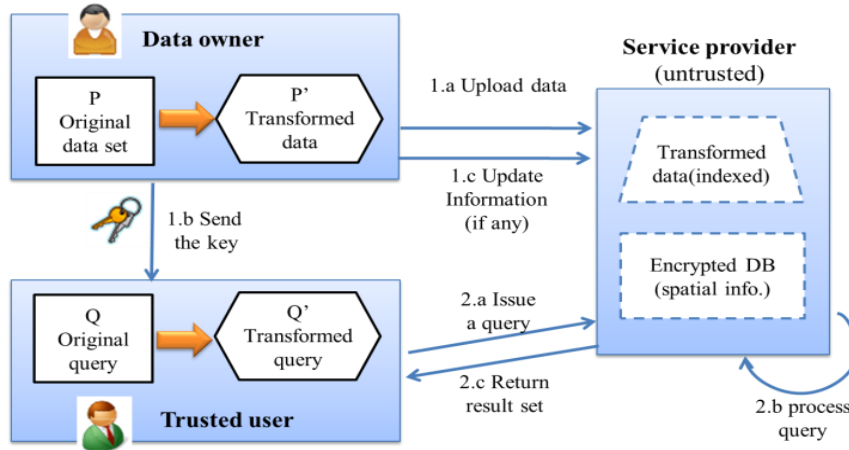 Data owner
P
Original
data set
P’
Transformed
data
1.a Upload data
1.c Update
Information
(if any)
Service provider
(untrusted)
Transformed
data(indexed)
Encrypted DB
(spatial info.)
1.b Send
the key
Q
Original
query
Q’
Transformed
query
Trusted user
2.a Issue
a query
2.c Return
result set
2.b process
query